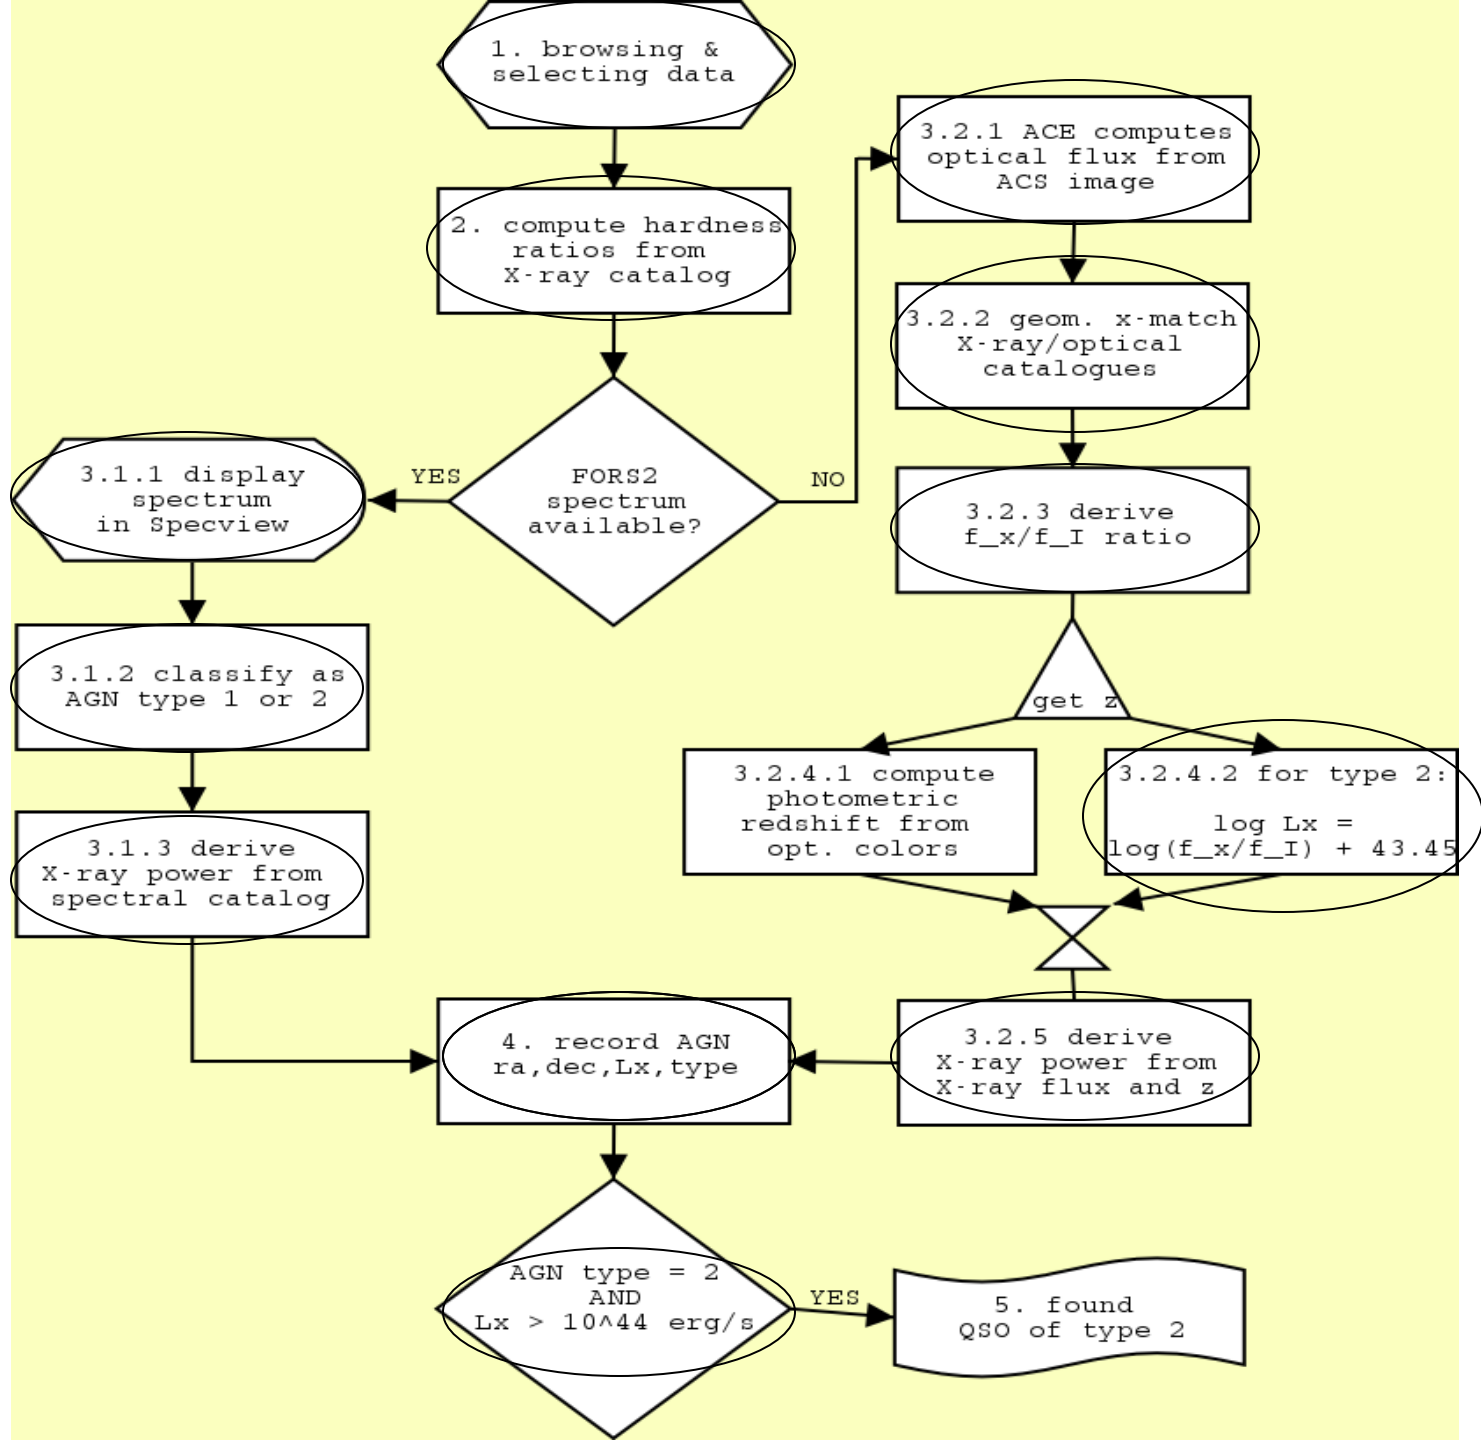 1. browsing &
selecting data
2. compute hardness
ratios from
X-ray catalog
FORS2
spectrum
available?
YES
NO
3.1.1 display
spectrum
in Specview
3.1.2 classify as
AGN type 1 or 2
3.1.3 derive
X-ray power from
spectral catalog
3.2.1 ACE computes
optical flux from
ACS image
3.2.2 geom. x-match
X-ray/optical
catalogues
3.2.3 derive
f_x/f_I ratio
get z
3.2.4.1 compute
photometric
redshift from
opt. colors
3.2.4.2 for type 2:
log Lx =
log(f_x/f_I) + 43.45
3.2.5 derive
X-ray power from
X-ray flux and z
4. record AGN
ra,dec,Lx,type
AGN type = 2
AND
Lx > 10^44 erg/s
YES
5. found
QSO of type 2